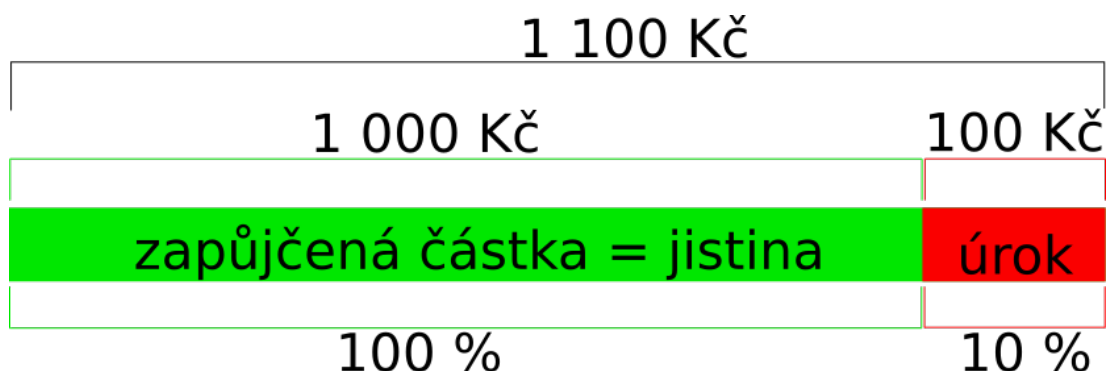 1 100 Kč
1 000 Kč
100 Kč
zapůjčená částka = jistina
úrok
100 %
10 %